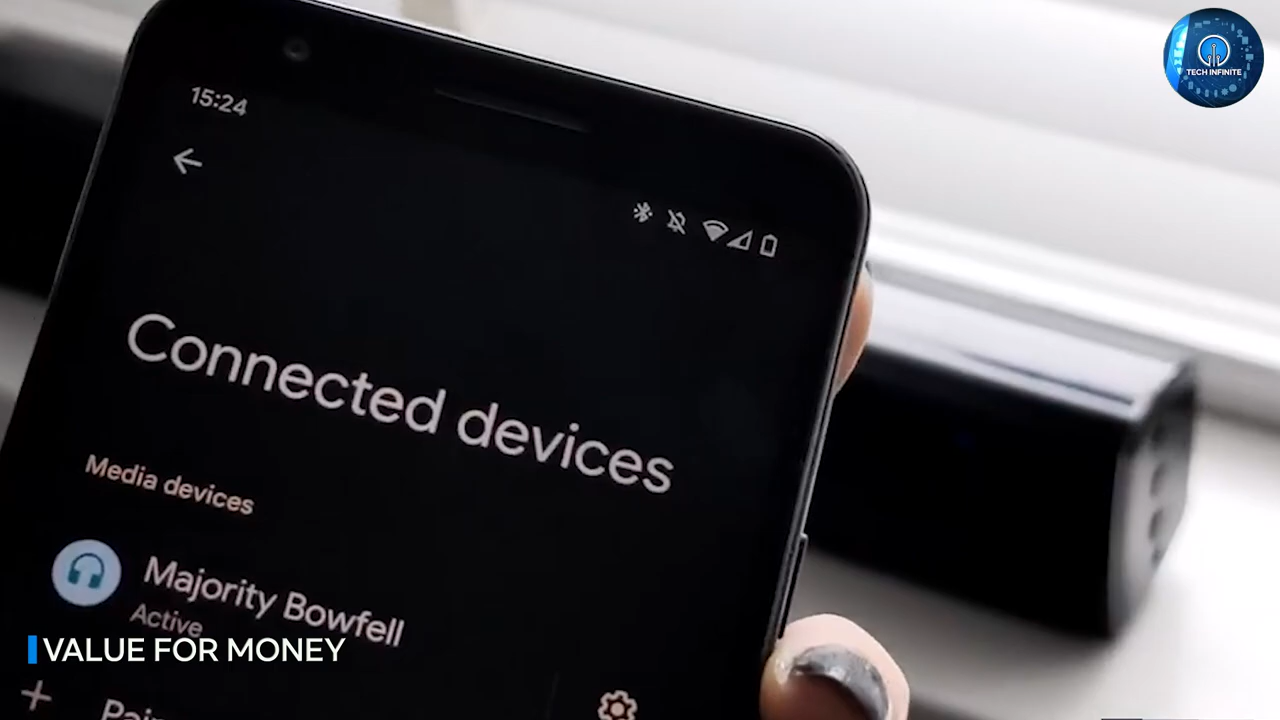 TECH INFINITE
15:24
Connected devices
Media devices
Majority Bowfell
Active
VALUE FOR MONEY